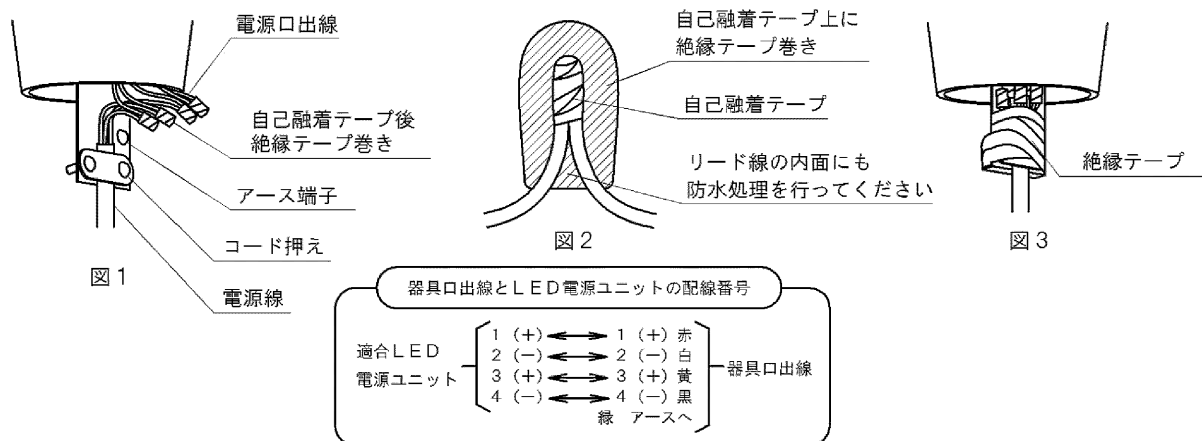 電源口出線
自己融着テープ後
絶縁テープ巻き
アース端子
コード押え
図1
電源線
自己融着テープ上に
絶縁テープ巻き
自己融着テープ
リード線の内面にも
防水処理を行ってください
図2
絶縁テープ
図3
器具口出線とLED電源ユニットの配線番号
適合LED
電源ユニット
1 (+) ⟷ 1 (+) 赤
2 (−) ⟷ 2 (−) 白
3 (+) ⟷ 3 (+) 黄
4 (−) ⟷ 4 (−) 黒
緑 アースへ
器具口出線